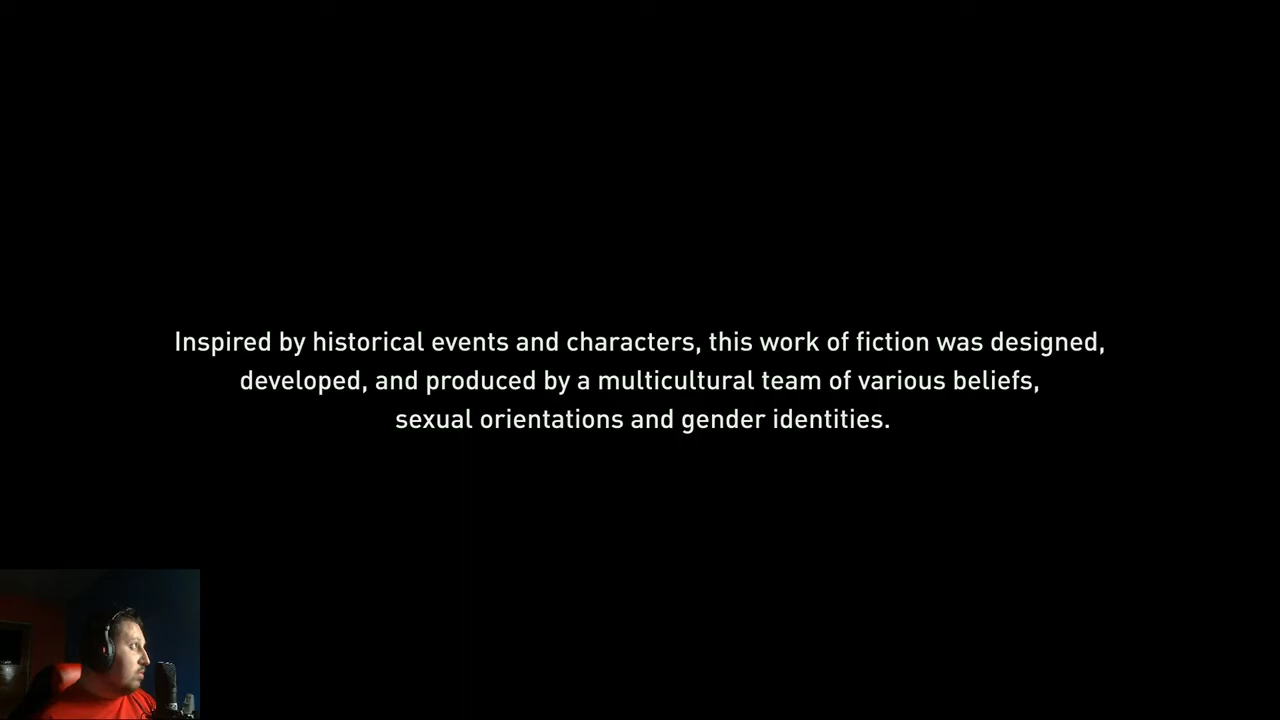 Inspired by historical events and characters, this work of fiction was designed,
developed, and produced by a multicultural team of various beliefs,
sexual orientations and gender identities.